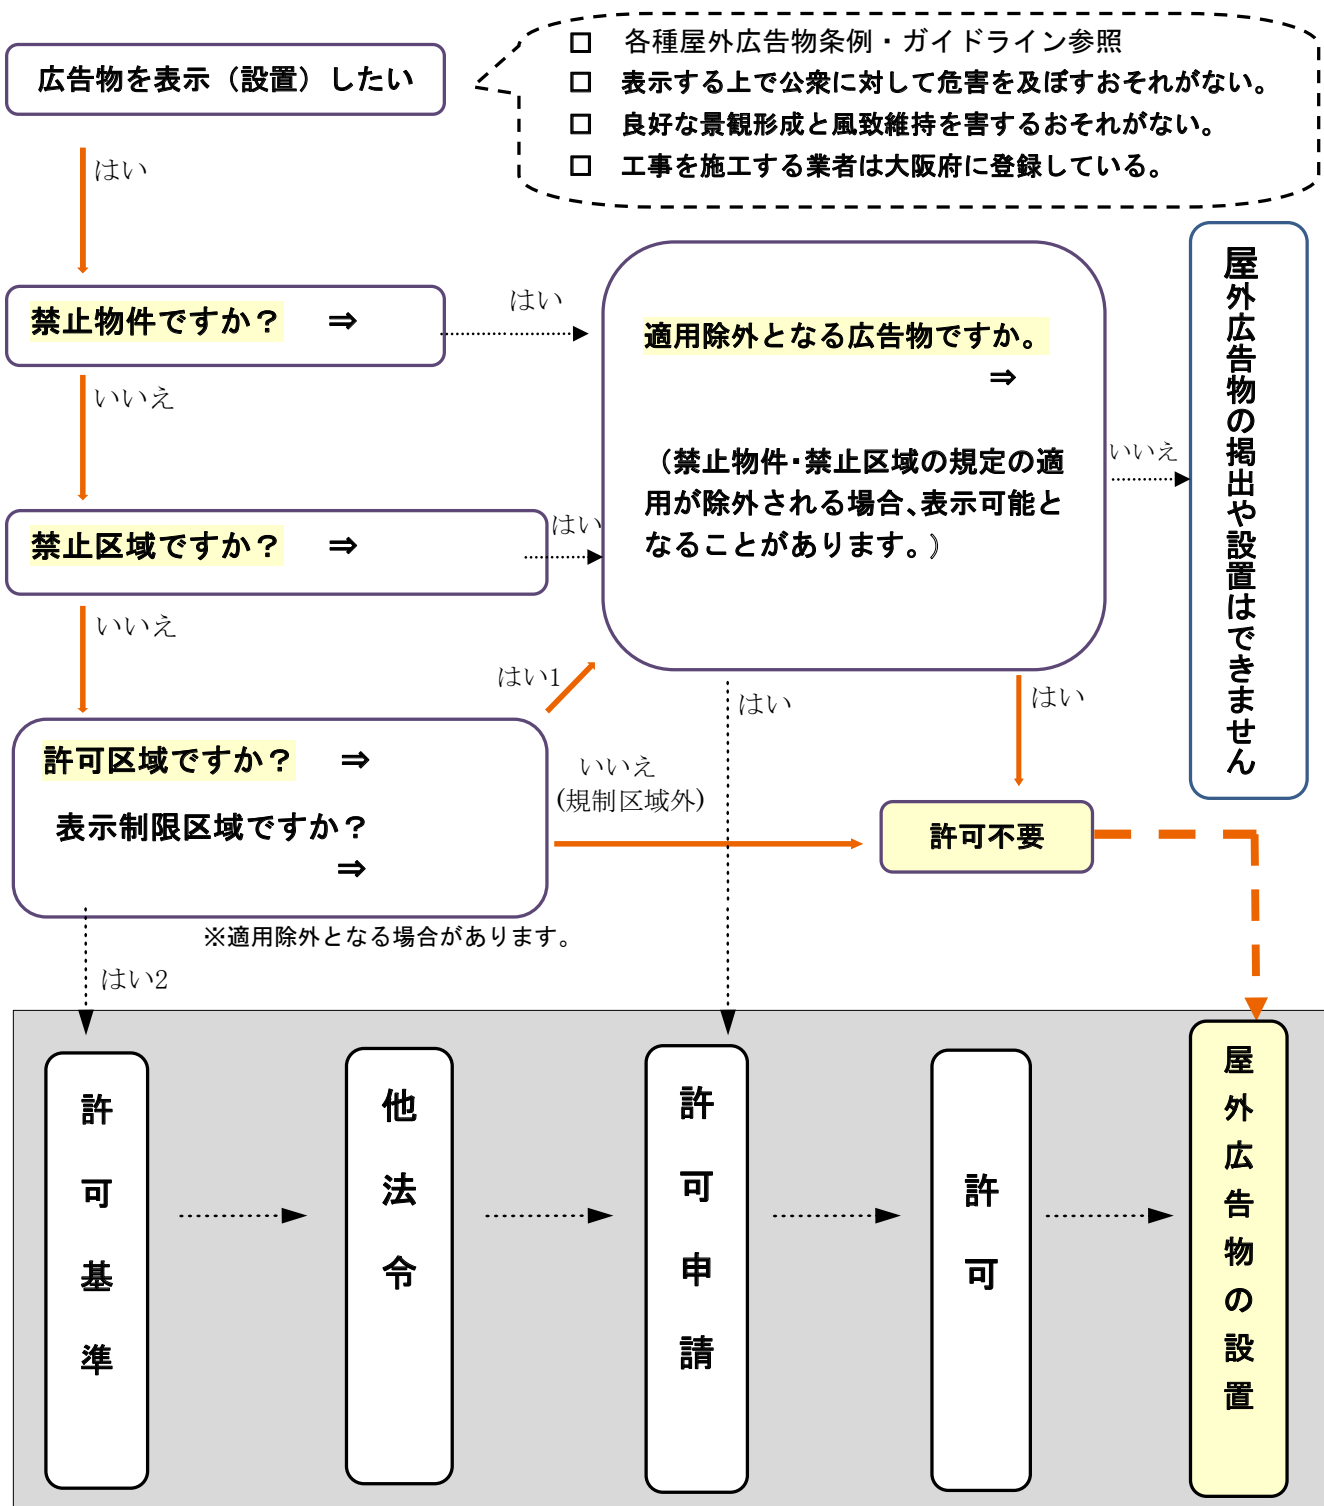 広告物を表示（設置）したい
□ 各種屋外広告物条例・ガイドライン参照
□ 表示する上で公衆に対して危害を及ぼすおそれがない。
□ 良好な景観形成と風致維持を害するおそれがない。
□ 工事を施工する業者は大阪府に登録している。
はい
禁止物件ですか？ ⇒
はい
いいえ
禁止区域ですか？ ⇒
はい
いいえ
適用除外となる広告物ですか。
⇒
（禁止物件・禁止区域の規定の適
用が除外される場合、表示可能と
なることがあります。）
いいえ
屋外広告物の掲出や設置はできません
はい1
はい
はい
許可区域ですか？ ⇒
表示制限区域ですか？
⇒
いいえ
(規制区域外)
許可不要
※適用除外となる場合があります。
はい2
許可基準
他法令
許可申請
許可
屋外広告物の設置